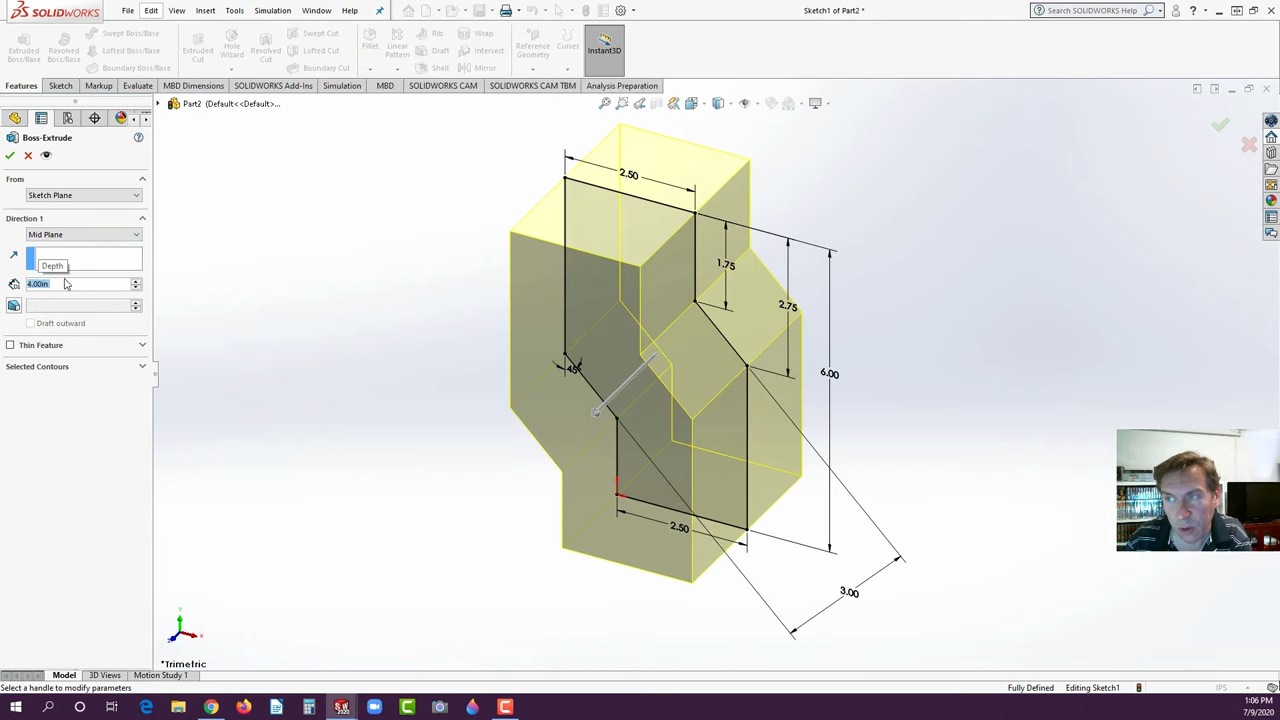 SOLIDWORKS File Edit View Insert Tools Simulation Window Help Sketch1 of Part2 * Search SOLIDWORKS Help
Extruded Boss/Base Revolved Boss/Base Swept Boss/Base Lofted Boss/Base Boundary Boss/Base Extruded Cut Hole Wizard Revolved Cut Swept Cut Lofted Cut Boundary Cut Fillet Linear Pattern Rib Draft Shell Wrap Intersect Mirror Reference Geometry Curves Instant3D
Features Sketch Markup Evaluate MBD Dimensions SOLIDWORKS Add-Ins Simulation MBD SOLIDWORKS CAM SOLIDWORKS CAM TBM Analysis Preparation
Part2 (Default<<Default>...
Boss-Extrude
From
Sketch Plane
Direction 1
Mid Plane
Depth
4.00in
Draft outward
Thin Feature
Selected Contours
2.50
1.75
2.75
45°
6.00
2.50
3.00
Y
X
Z
*Trimetric
Model 3D Views Motion Study 1
Select a handle to modify parameters Fully Defined Editing Sketch1 IPS
1:06 PM
7/9/2020